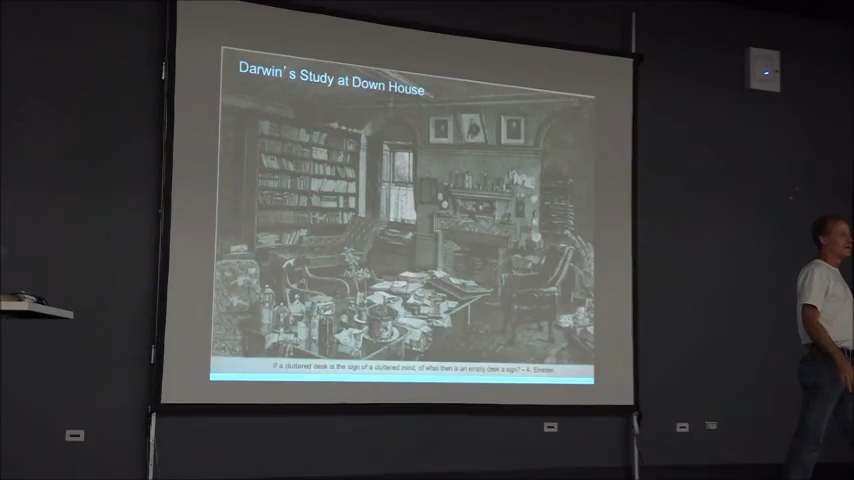 Darwin's Study at Down House
If a cluttered desk is the sign of a cluttered mind, of what then is an empty desk a sign? – A. Einstein